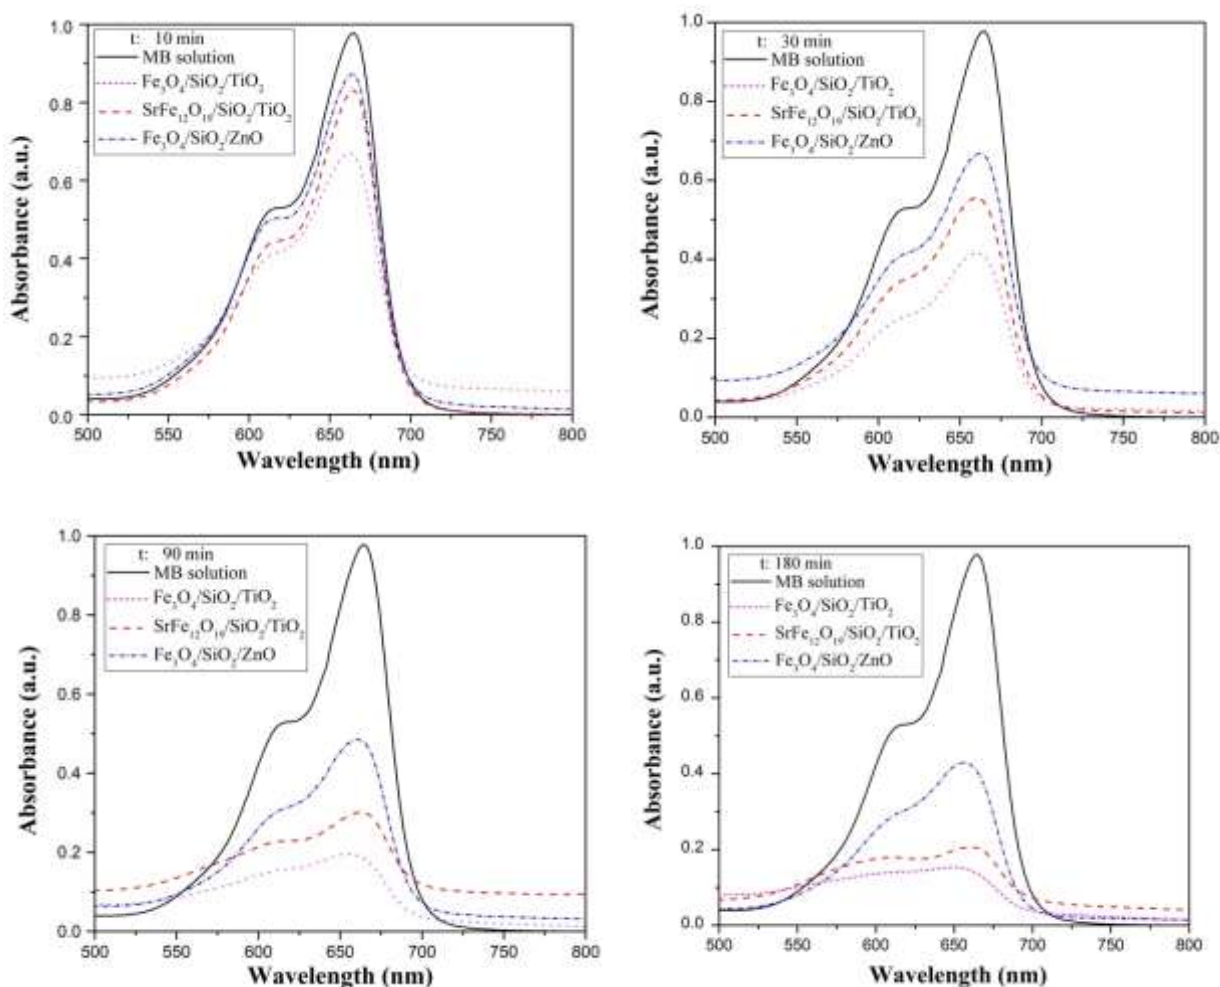 t: 10 min
MB solution
Fe₃O₄/SiO₂/TiO₂
SrFe₁₂O₁₉/SiO₂/TiO₂
Fe₃O₄/SiO₂/ZnO
1.0
0.8
0.6
0.4
0.2
0.0
Absorbance (a.u.)
500 550 600 650 700 750 800
Wavelength (nm)
t: 30 min
MB solution
Fe₃O₄/SiO₂/TiO₂
SrFe₁₂O₁₉/SiO₂/TiO₂
Fe₃O₄/SiO₂/ZnO
1.0
0.8
0.6
0.4
0.2
0.0
Absorbance (a.u.)
500 550 600 650 700 750 800
Wavelength (nm)
t: 90 min
MB solution
Fe₃O₄/SiO₂/TiO₂
SrFe₁₂O₁₉/SiO₂/TiO₂
Fe₃O₄/SiO₂/ZnO
1.0
0.8
0.6
0.4
0.2
0.0
Absorbance (a.u.)
500 550 600 650 700 750 800
Wavelength (nm)
t: 180 min
MB solution
Fe₃O₄/SiO₂/TiO₂
SrFe₁₂O₁₉/SiO₂/TiO₂
Fe₃O₄/SiO₂/ZnO
1.0
0.8
0.6
0.4
0.2
0.0
Absorbance (a.u.)
500 550 600 650 700 750 800
Wavelength (nm)